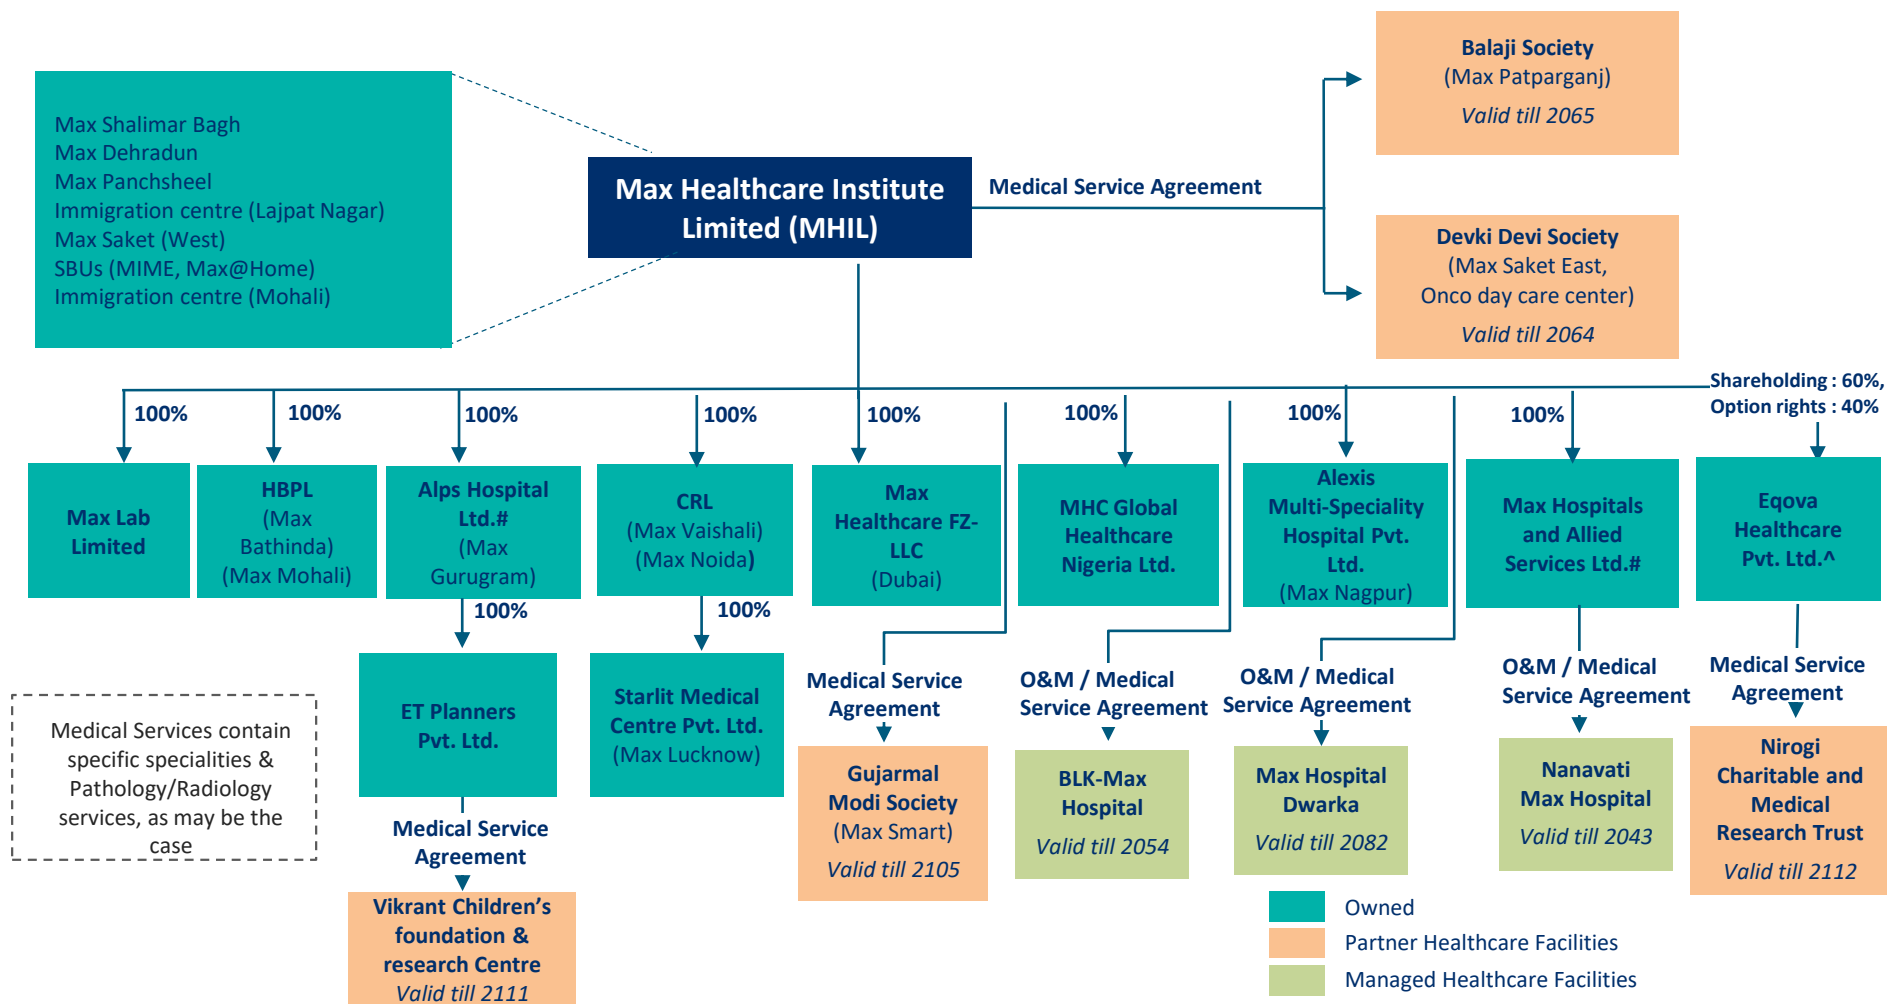 Balaji Society
(Max Patparganj)
Valid till 2065
Max Shalimar Bagh
Max Dehradun
Max Panchsheel
Immigration centre (Lajpat Nagar)
Max Saket (West)
SBUs (MIME, Max@Home)
Immigration centre (Mohali)
Max Healthcare Institute
Limited (MHIL)
Medical Service Agreement
Devki Devi Society
(Max Saket East,
Onco day care center)
Valid till 2064
Shareholding : 60%,
Option rights : 40%
100%
100%
100%
100%
100%
100%
100%
100%
Max Lab
Limited
HBPL
(Max
Bathinda)
(Max Mohali)
Alps Hospital
Ltd.#
(Max
Gurugram)
CRL
(Max Vaishali)
(Max Noida)
Max
Healthcare FZ-
LLC
(Dubai)
MHC Global
Healthcare
Nigeria Ltd.
Alexis
Multi-Speciality
Hospital Pvt.
Ltd.
(Max Nagpur)
Max Hospitals
and Allied
Services Ltd.#
Eqova
Healthcare
Pvt. Ltd.^
100%
100%
ET Planners
Pvt. Ltd.
Starlit Medical
Centre Pvt. Ltd.
(Max Lucknow)
Medical Service
Agreement
O&M / Medical
Service Agreement
O&M / Medical
Service Agreement
O&M / Medical
Service Agreement
Medical Service
Agreement
Medical Services contain
specific specialities &
Pathology/Radiology
services, as may be the
case
Gujarmal
Modi Society
(Max Smart)
Valid till 2105
BLK-Max
Hospital
Valid till 2054
Max Hospital
Dwarka
Valid till 2082
Nanavati
Max Hospital
Valid till 2043
Nirogi
Charitable and
Medical
Research Trust
Valid till 2112
Medical Service
Agreement
Vikrant Children’s
foundation &
research Centre
Valid till 2111
Owned
Partner Healthcare Facilities
Managed Healthcare Facilities